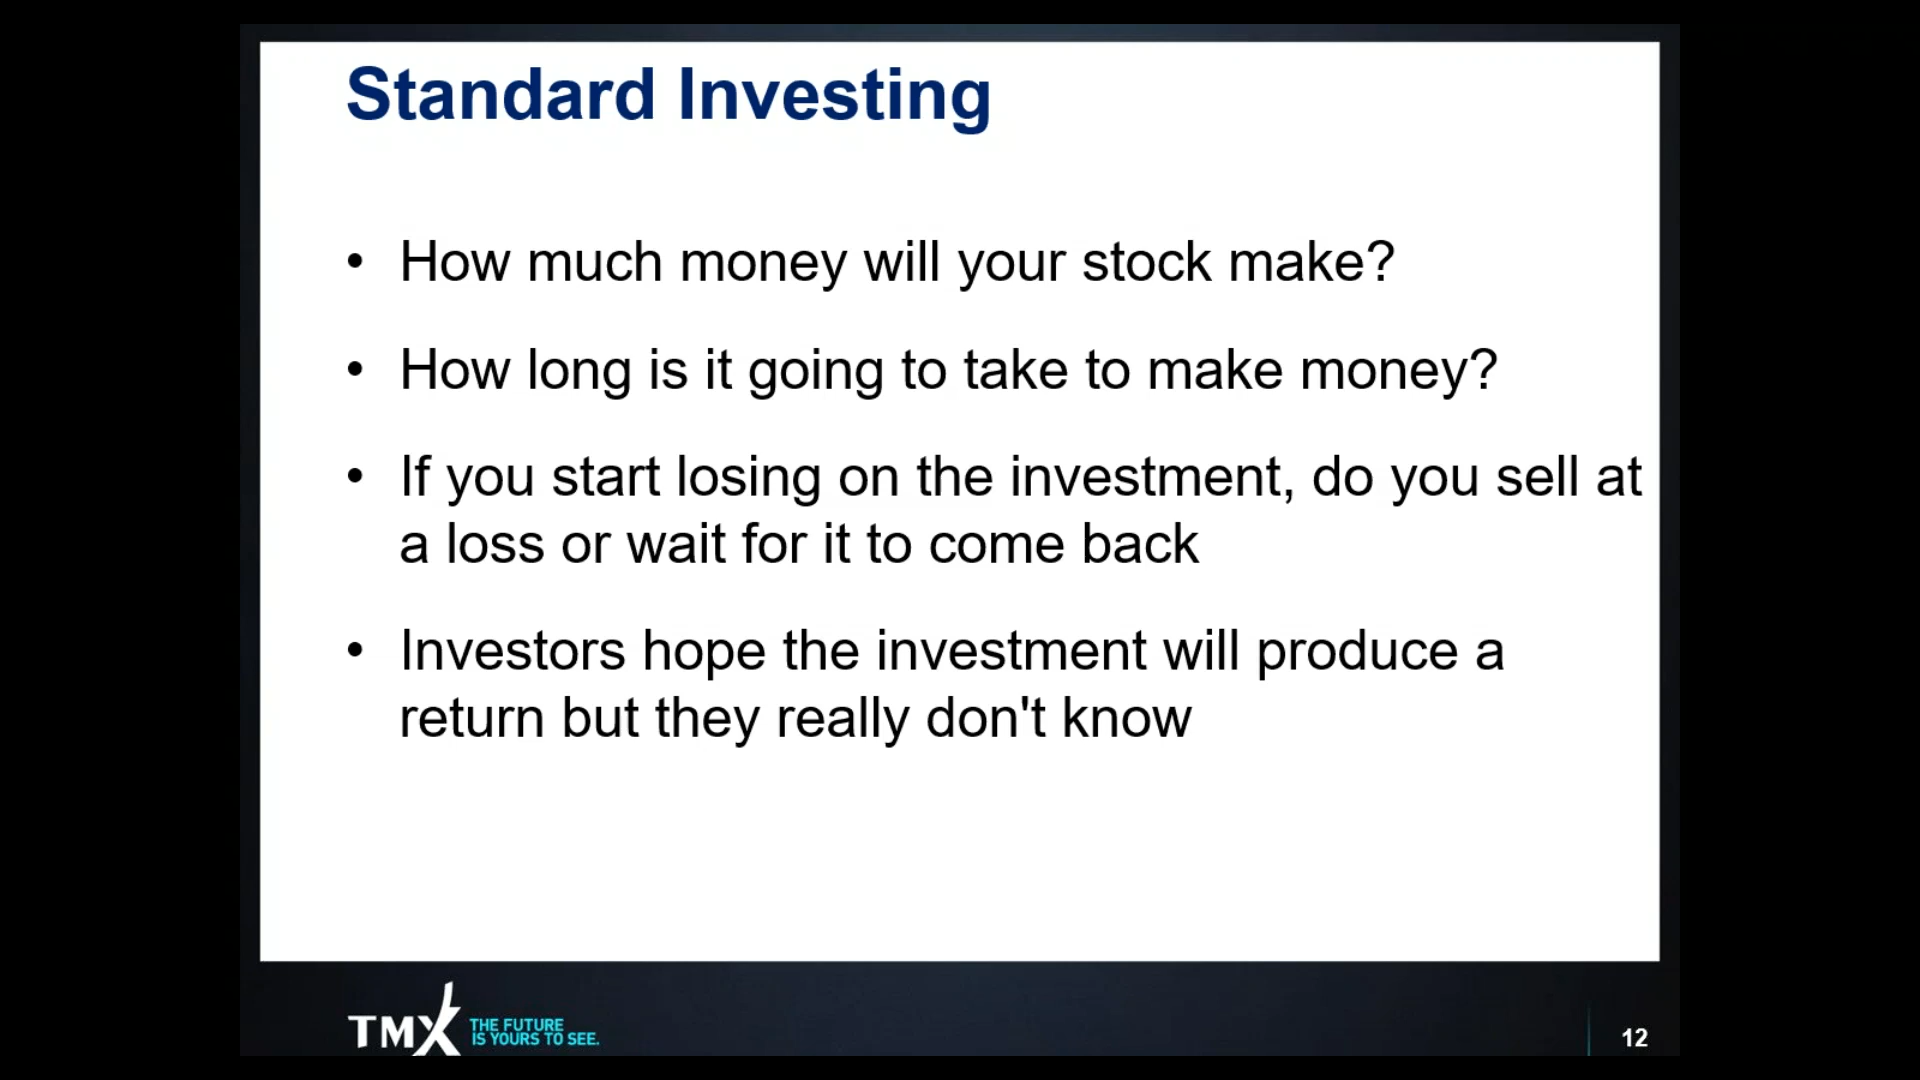 Standard Investing
• How much money will your stock make?
• How long is it going to take to make money?
• If you start losing on the investment, do you sell at
a loss or wait for it to come back
• Investors hope the investment will produce a
return but they really don't know
TMX
THE FUTURE
IS YOURS TO SEE.
12